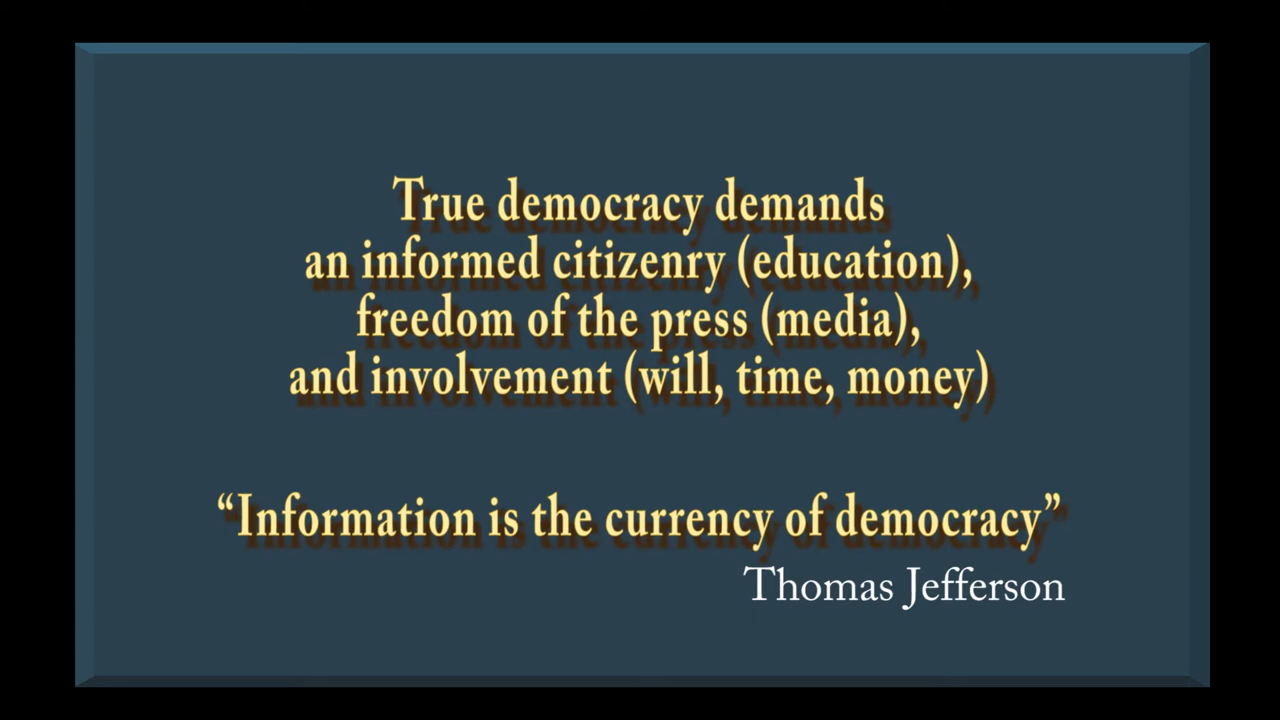 True democracy demands
an informed citizenry (education),
freedom of the press (media),
and involvement (will, time, money)
“Information is the currency of democracy”
Thomas Jefferson